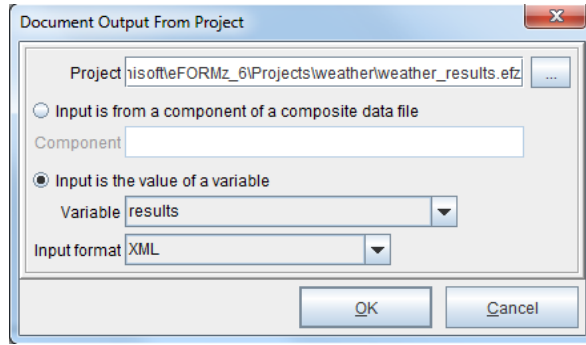 Document Output From Project
Project nisoft\eFORMz_6\Projects\weather\weather_results.efz ...
Input is from a component of a composite data file
Component
Input is the value of a variable
Variable results
Input format XML
OK Cancel